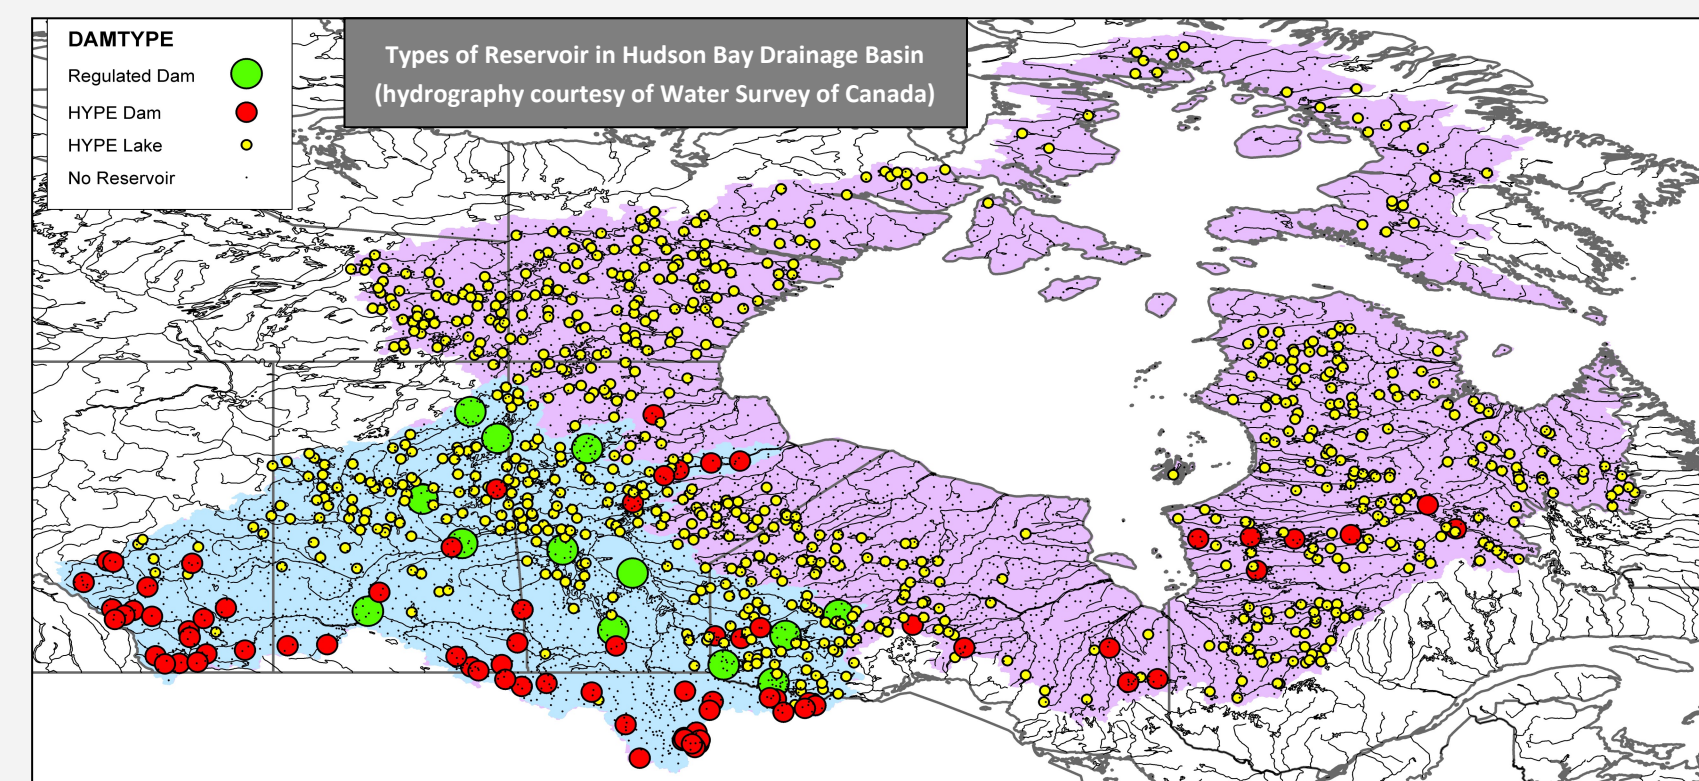 DAMTYPE
Regulated Dam
HYPE Dam
HYPE Lake
No Reservoir
Types of Reservoir in Hudson Bay Drainage Basin
(hydrography courtesy of Water Survey of Canada)